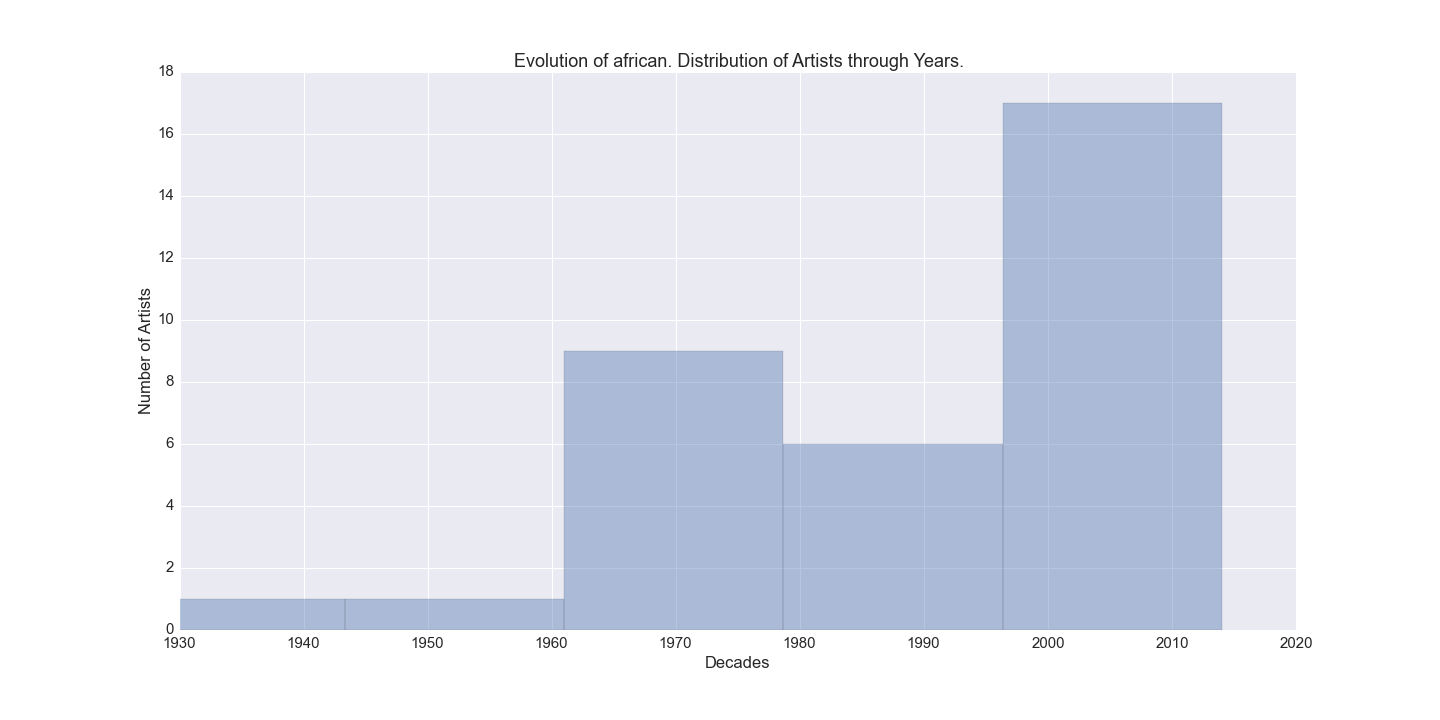 Evolution of african. Distribution of Artists through Years.
18
16
14
12
10
8
6
4
2
0
Number of Artists
1930 1940 1950 1960 1970 1980 1990 2000 2010 2020
Decades